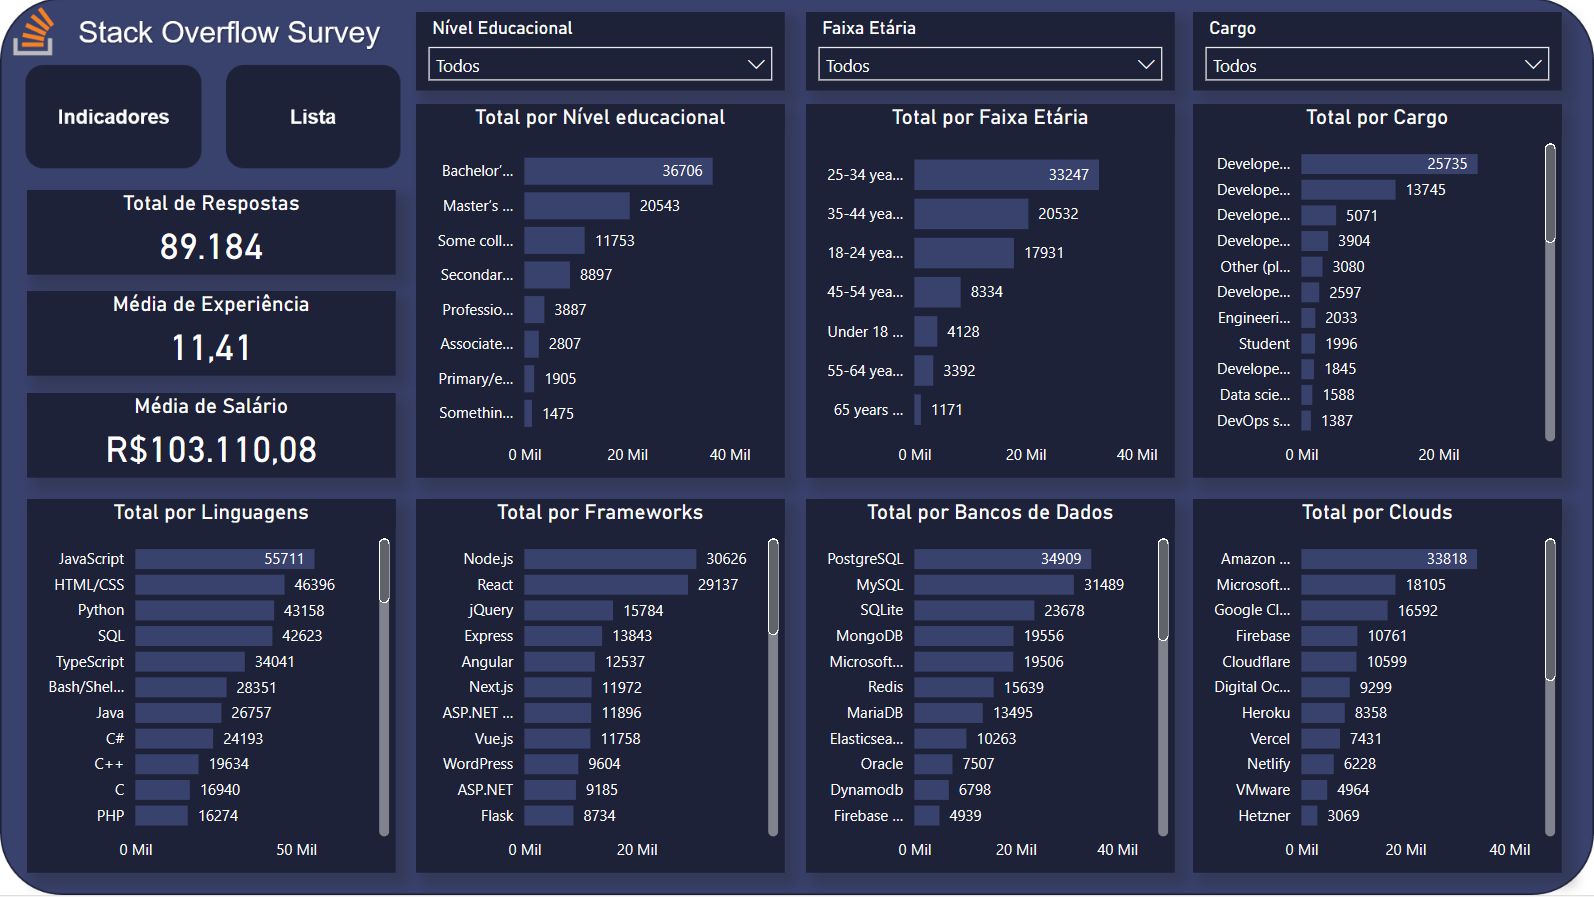 Stack Overflow Survey
Indicadores
Lista
Nível Educacional
Todos
Faixa Etária
Todos
Cargo
Todos
Total de Respostas
89.184
Média de Experiência
11,41
Média de Salário
R$103.110,08
Total por Nível educacional
Bachelor'... 36706
Master's ... 20543
Some coll... 11753
Secondar... 8897
Professio... 3887
Associate... 2807
Primary/e... 1905
Somethin... 1475
0 Mil 20 Mil 40 Mil
Total por Faixa Etária
25-34 yea... 33247
35-44 yea... 20532
18-24 yea... 17931
45-54 yea... 8334
Under 18 ... 4128
55-64 yea... 3392
65 years ... 1171
0 Mil 20 Mil 40 Mil
Total por Cargo
Develope... 25735
Develope... 13745
Develope... 5071
Develope... 3904
Other (pl... 3080
Develope... 2597
Engineeri... 2033
Student 1996
Develope... 1845
Data scie... 1588
DevOps s... 1387
0 Mil 20 Mil
Total por Linguagens
JavaScript 55711
HTML/CSS 46396
Python 43158
SQL 42623
TypeScript 34041
Bash/Shel... 28351
Java 26757
C# 24193
C++ 19634
C 16940
PHP 16274
0 Mil 50 Mil
Total por Frameworks
Node.js 30626
React 29137
jQuery 15784
Express 13843
Angular 12537
Next.js 11972
ASP.NET ... 11896
Vue.js 11758
WordPress 9604
ASP.NET 9185
Flask 8734
0 Mil 20 Mil
Total por Bancos de Dados
PostgreSQL 34909
MySQL 31489
SQLite 23678
MongoDB 19556
Microsoft... 19506
Redis 15639
MariaDB 13495
Elasticsea... 10263
Oracle 7507
Dynamodb 6798
Firebase ... 4939
0 Mil 20 Mil 40 Mil
Total por Clouds
Amazon ... 33818
Microsoft... 18105
Google Cl... 16592
Firebase 10761
Cloudflare 10599
Digital Oc... 9299
Heroku 8358
Vercel 7431
Netlify 6228
VMware 4964
Hetzner 3069
0 Mil 20 Mil 40 Mil